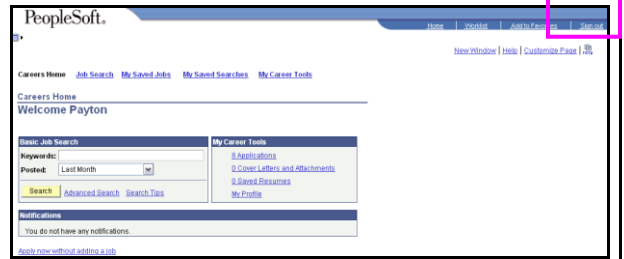 PeopleSoft.
Home | Worklist | Add to Favorites | Sign out
New Window | Help | Customize Page |
Careers Home Job Search My Saved Jobs My Saved Searches My Career Tools
Careers Home
Welcome Payton
Basic Job Search
Keywords:
Posted: Last Month
Search Advanced Search Search Tips
My Career Tools
8 Applications
0 Cover Letters and Attachments
0 Saved Resumes
My Profile
Notifications
You do not have any notifications.
Apply now without adding a job